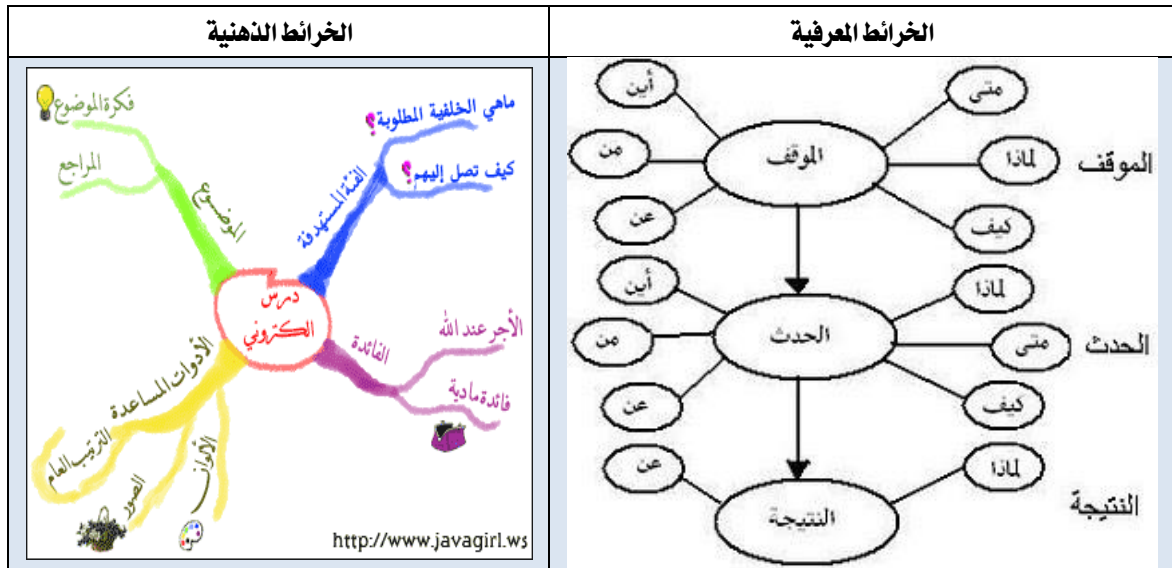 الخرائط المعرفية
الخرائط الذهنية
متى
أين
الموقف
لماذا
من
الموقف
كيف
عن
لماذا
أين
الحدث
متى
من
الحدث
كيف
عن
لماذا
عن
النتيجة
النتيجة
ماهي الخلفية المطلوبة؟
كيف تصل إليهم؟
الفئة المستهدفة
فكرة الموضوع
المراجع
الموضوع
درس
الكتروني
الأجر عند الله
الفائدة
فائدة مادية
الأدوات المساعدة
الترتيب العام
الصور
الألوان
http://www.javagirl.ws